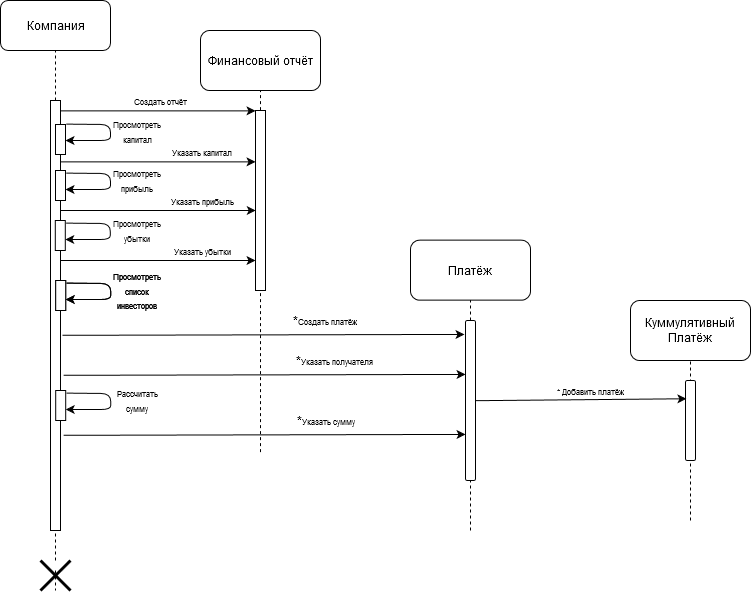 Компания
Финансовый отчёт
Создать отчёт
Просмотреть
капитал
Указать капитал
Просмотреть
прибыль
Указать прибыль
Просмотреть
убытки
Указать убытки
Платёж
Просмотреть
список
инвесторов
*Создать платёж
Куммулятивный
Платёж
*Указать получателя
Рассчитать
сумму
* Добавить платёж
*Указать сумму